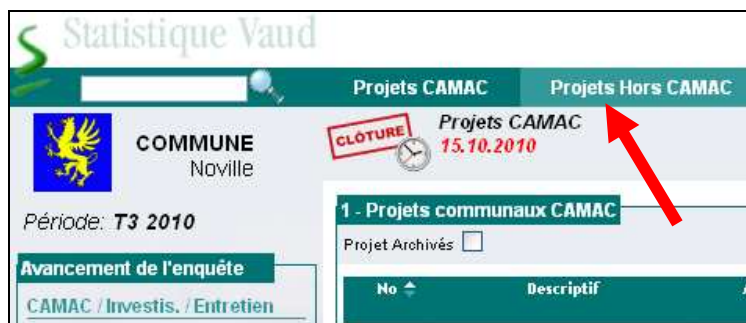 Statistique Vaud
Projets CAMAC
Projets Hors CAMAC
COMMUNE
Noville
CLÔTURE
Projets CAMAC
15.10.2010
Période: T3 2010
1 - Projets communaux CAMAC
Projet Archivés
Avancement de l'enquête
No
Descriptif
CAMAC / Investis. / Entretien